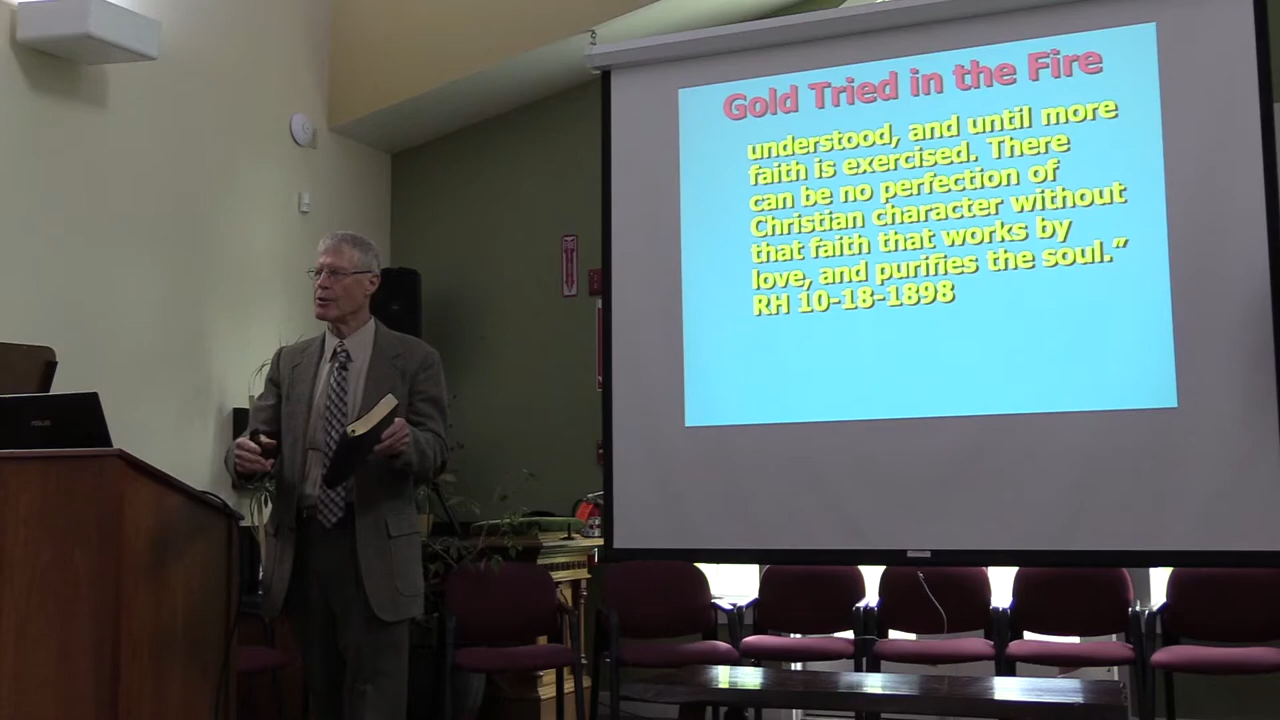 Gold Tried in the Fire
understood, and until more
faith is exercised. There
can be no perfection of
Christian character without
that faith that works by
love, and purifies the soul.”
RH 10-18-1898
ASUS